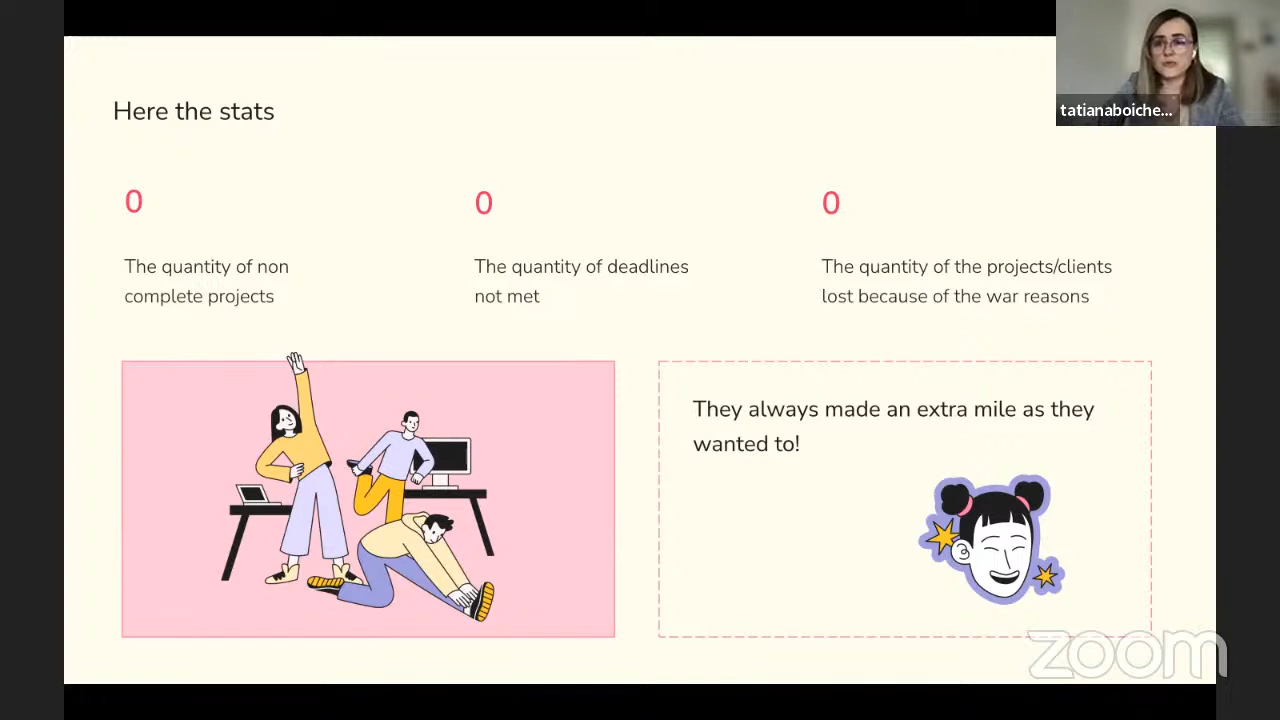 tatianaboiche...
Here the stats
0
0
0
The quantity of non
complete projects
The quantity of deadlines
not met
The quantity of the projects/clients
lost because of the war reasons
They always made an extra mile as they
wanted to!
zoom